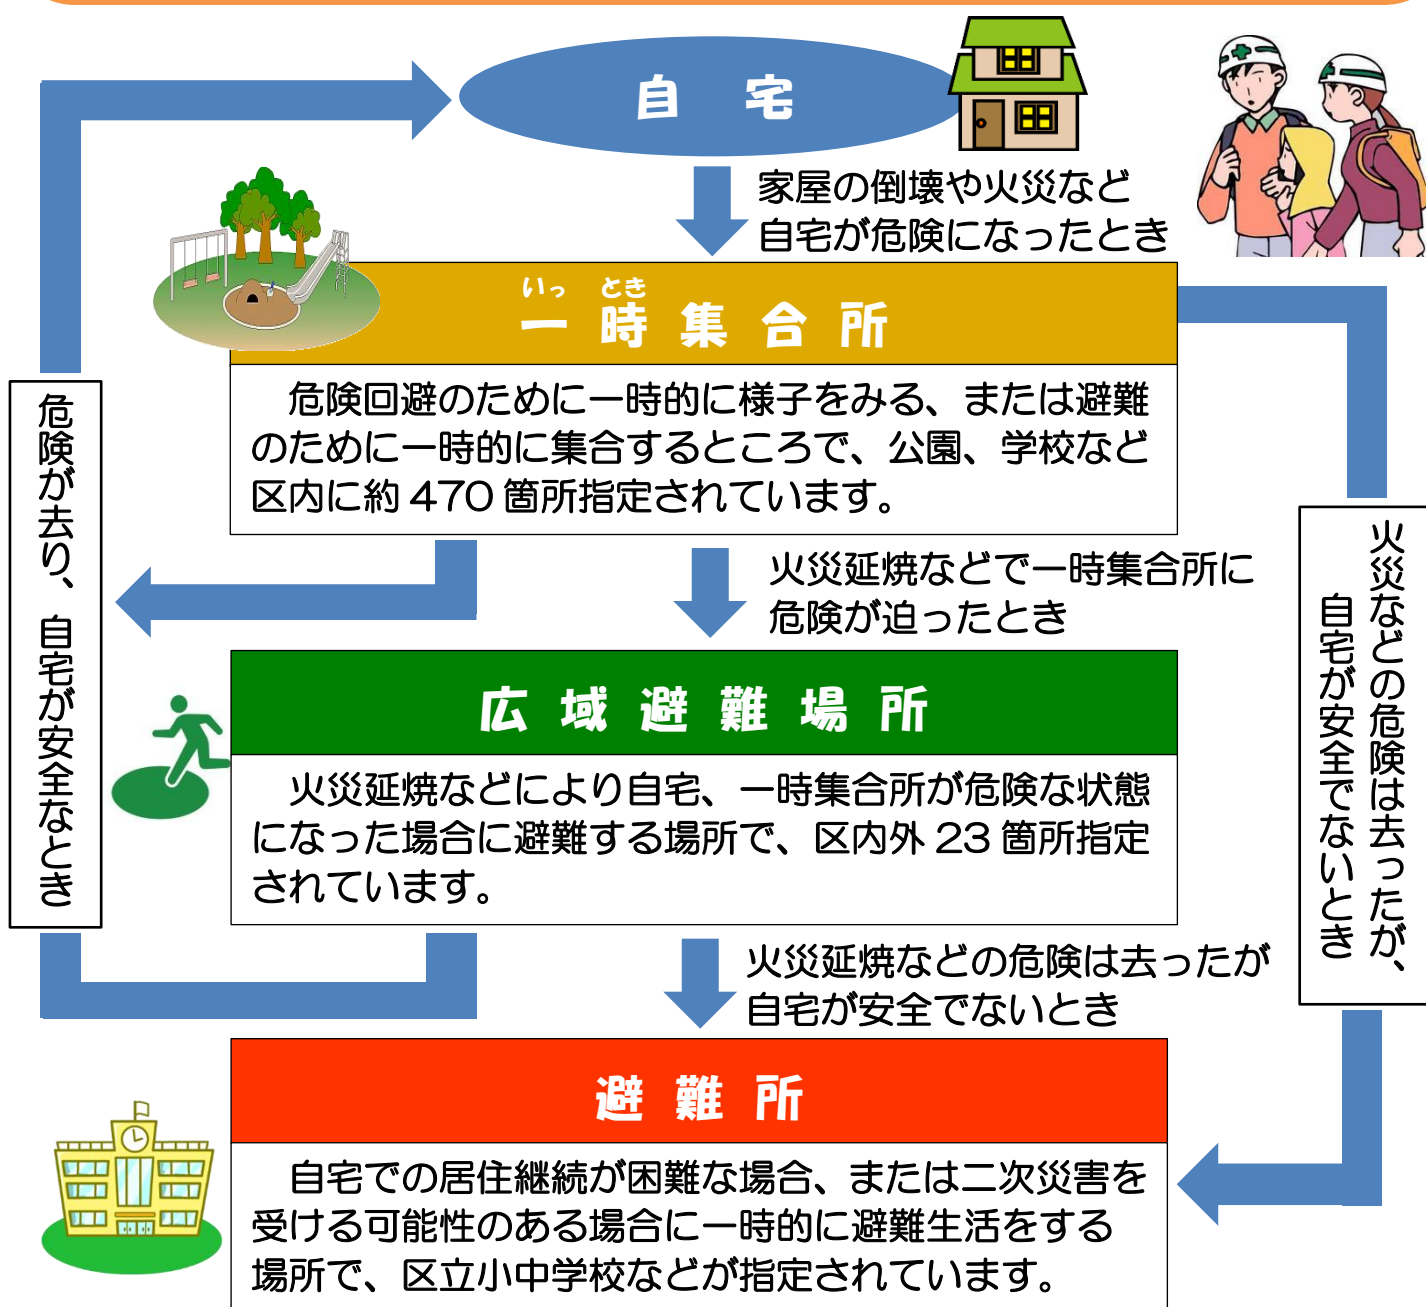 自宅
家屋の倒壊や火災など
自宅が危険になったとき
いっ とき
一時集合所
危険回避のために一時的に様子をみる、または避難
のために一時的に集合するところで、公園、学校など
区内に約470箇所指定されています。
危険が去り、自宅が安全なとき
火災などの危険は去ったが、
自宅が安全でないとき
火災延焼などで一時集合所に
危険が迫ったとき
広域避難場所
火災延焼などにより自宅、一時集合所が危険な状態
になった場合に避難する場所で、区内外23箇所指定
されています。
火災延焼などの危険は去ったが
自宅が安全でないとき
避難所
自宅での居住継続が困難な場合、または二次災害を
受ける可能性のある場合に一時的に避難生活をする
場所で、区立小中学校などが指定されています。